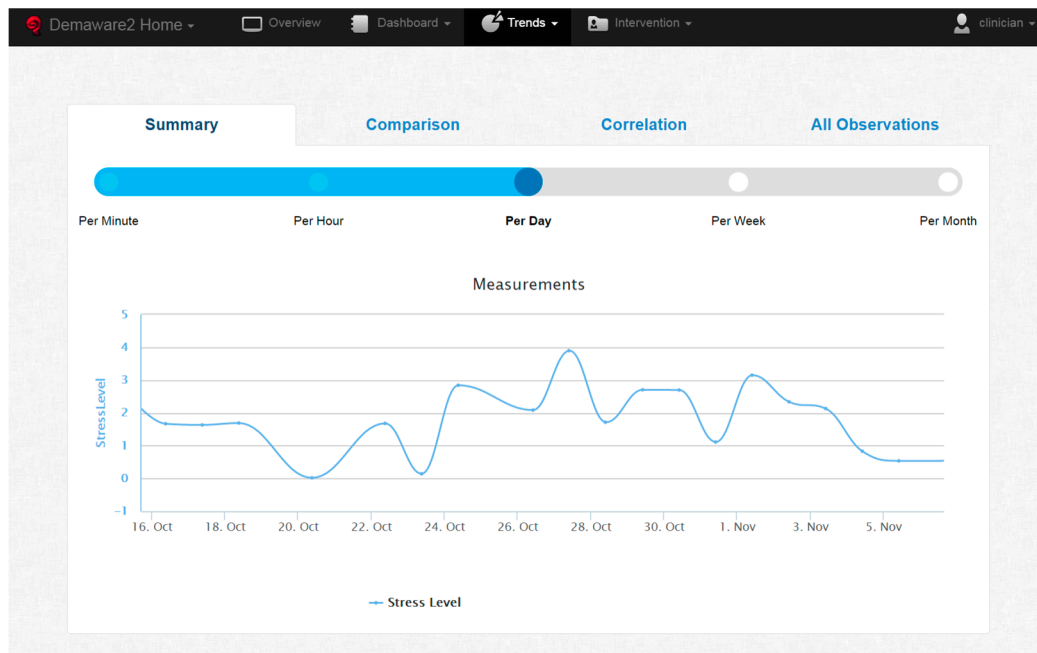 Demaware2 Home Overview Dashboard Trends Intervention clinician
Summary Comparison Correlation All Observations
Per Minute Per Hour Per Day Per Week Per Month
Measurements
5
4
3
2
1
0
-1
StressLevel
16. Oct 18. Oct 20. Oct 22. Oct 24. Oct 26. Oct 28. Oct 30. Oct 1. Nov 3. Nov 5. Nov
Stress Level